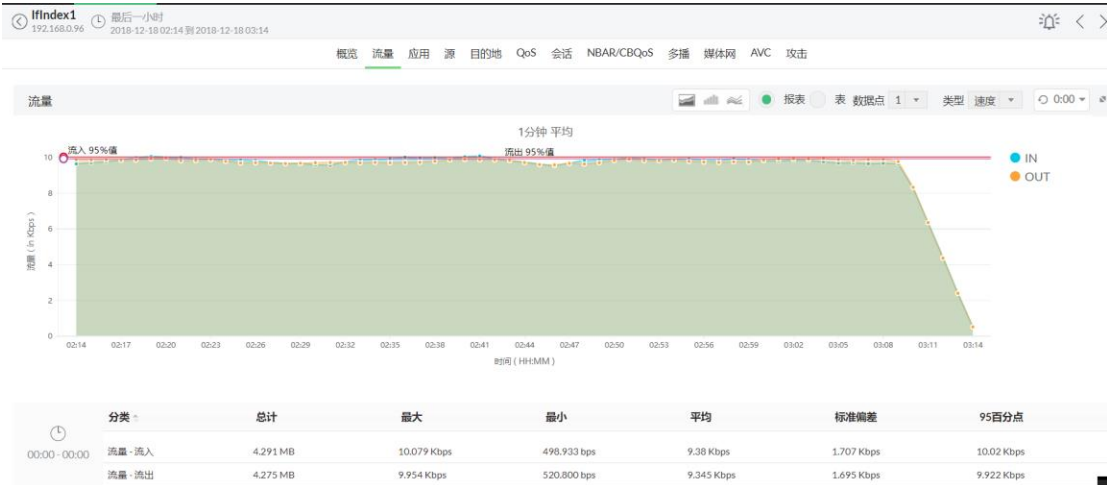 IfIndex1
192.168.0.96
最后一小时
2018-12-18 02:14 到 2018-12-18 03:14
概览 流量 应用 源 目的地 QoS 会话 NBAR/CBQoS 多播 媒体网 AVC 攻击
流量
报表 表 数据点 1 类型 速度 0:00
1分钟 平均
流入 95%值 流出 95%值
IN
OUT
流量 ( in Kbps )
10
8
6
4
2
0
02:14 02:17 02:20 02:23 02:26 02:29 02:32 02:35 02:38 02:41 02:44 02:47 02:50 02:53 02:56 02:59 03:02 03:05 03:08 03:11 03:14
时间 ( HH:MM )
分类 总计 最大 最小 平均 标准偏差 95百分点
00:00 - 00:00
流量 - 流入 4.291 MB 10.079 Kbps 498.933 bps 9.38 Kbps 1.707 Kbps 10.02 Kbps
流量 - 流出 4.275 MB 9.954 Kbps 520.800 bps 9.345 Kbps 1.695 Kbps 9.922 Kbps